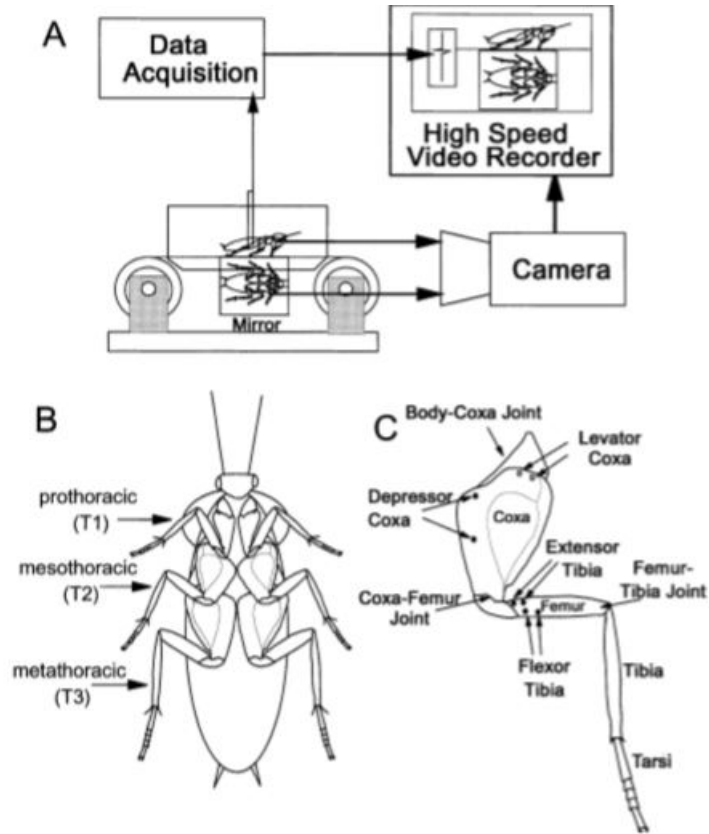 A
Data
Acquisition
High Speed
Video Recorder
Camera
Mirror
B
prothoracic
(T1)
mesothoracic
(T2)
metathoracic
(T3)
C
Body-Coxa Joint
Levator
Coxa
Depressor
Coxa
Coxa
Extensor
Tibia
Femur-
Tibia Joint
Coxa-Femur
Joint
Femur
Flexor
Tibia
Tibia
Tarsi